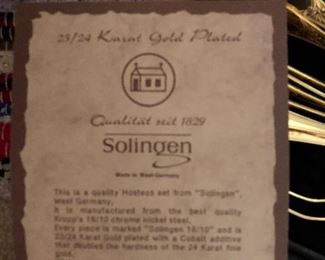 23/24 Karat Gold Plated
Qualität seit 1829
Solingen
Made in West-Germany
This is a quality Hostess set from "Solingen",
West Germany.
It is manufactured from the best quality
Krupp's 18/10 chrome nickel steel.
Every piece is marked "Solingen 18/10" and is
23/24 Karat Gold plated with a Cobalt additive
that doubles the hardness of the 24 Karat fine
gold.